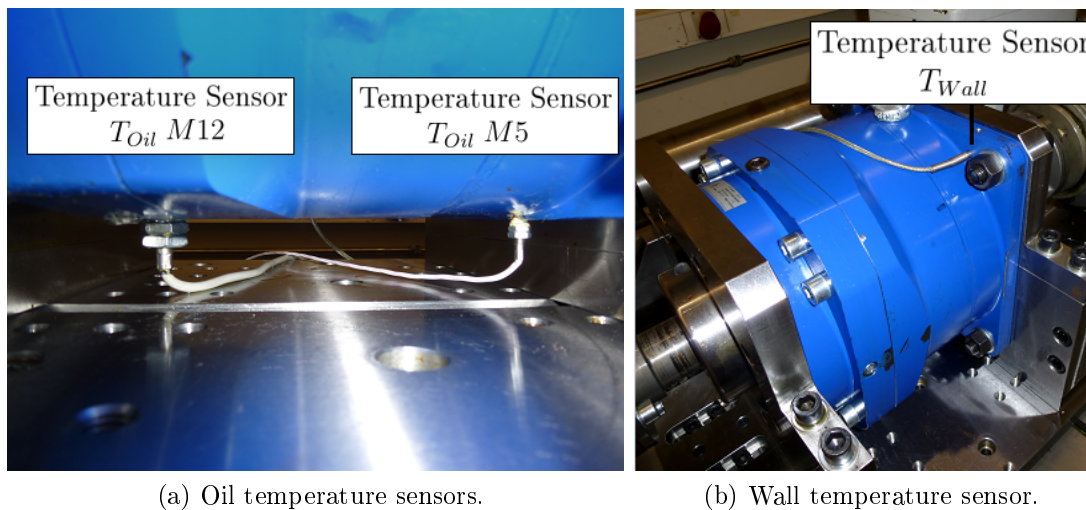 Temperature Sensor
T_Oil M12
Temperature Sensor
T_Oil M5
Temperature Sensor
T_Wall
(a) Oil temperature sensors.
(b) Wall temperature sensor.